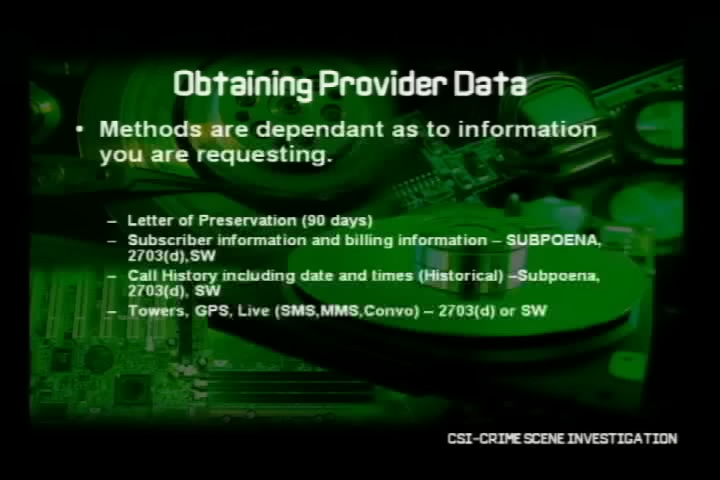 Obtaining Provider Data
• Methods are dependant as to information
you are requesting.
– Letter of Preservation (90 days)
– Subscriber information and billing information – SUBPOENA,
2703(d),SW
– Call History including date and times (Historical) –Subpoena,
2703(d), SW
– Towers, GPS, Live (SMS,MMS,Convo) – 2703(d) or SW
CSI-CRIME SCENE INVESTIGATION